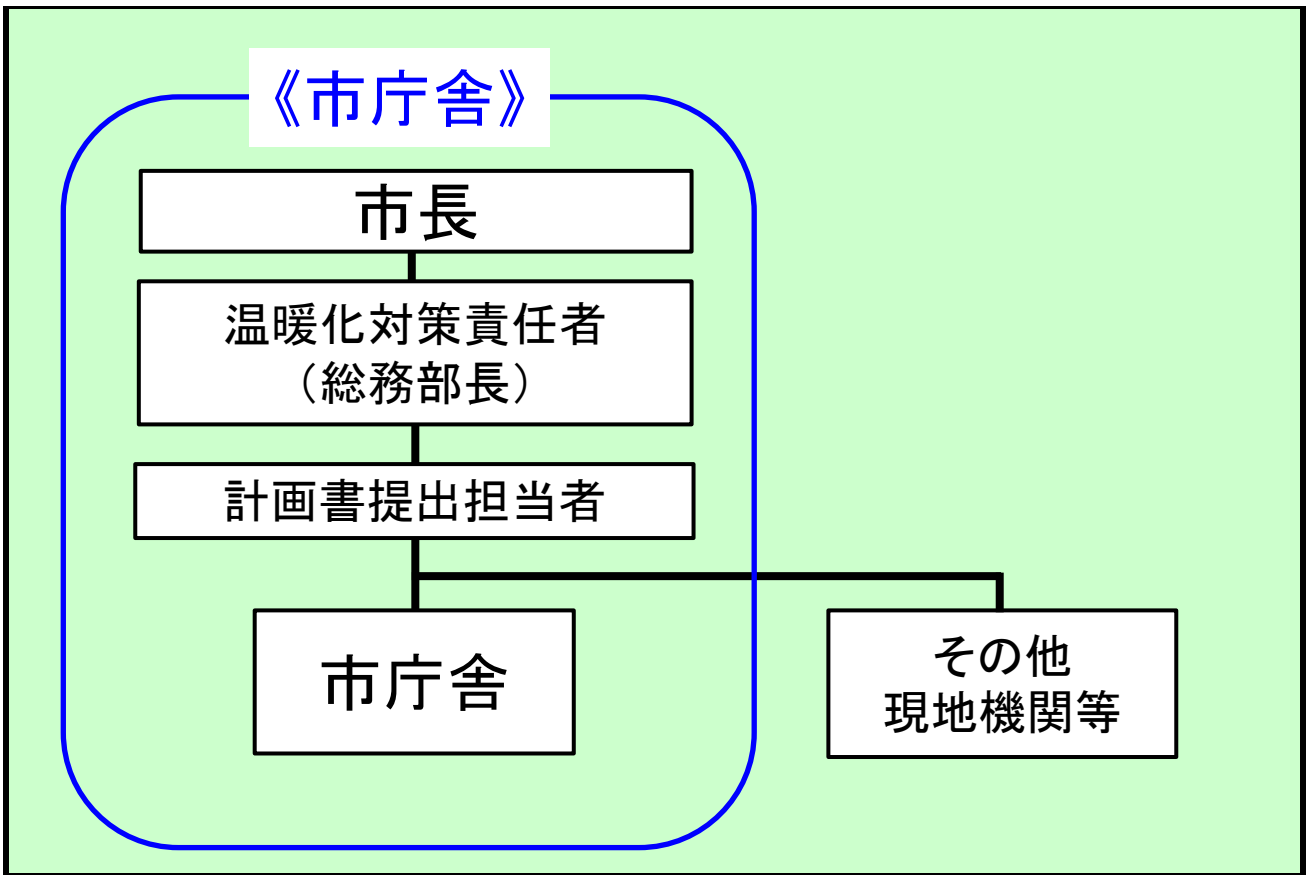 《市庁舎》
市長
温暖化対策責任者
（総務部長）
計画書提出担当者
市庁舎
その他
現地機関等